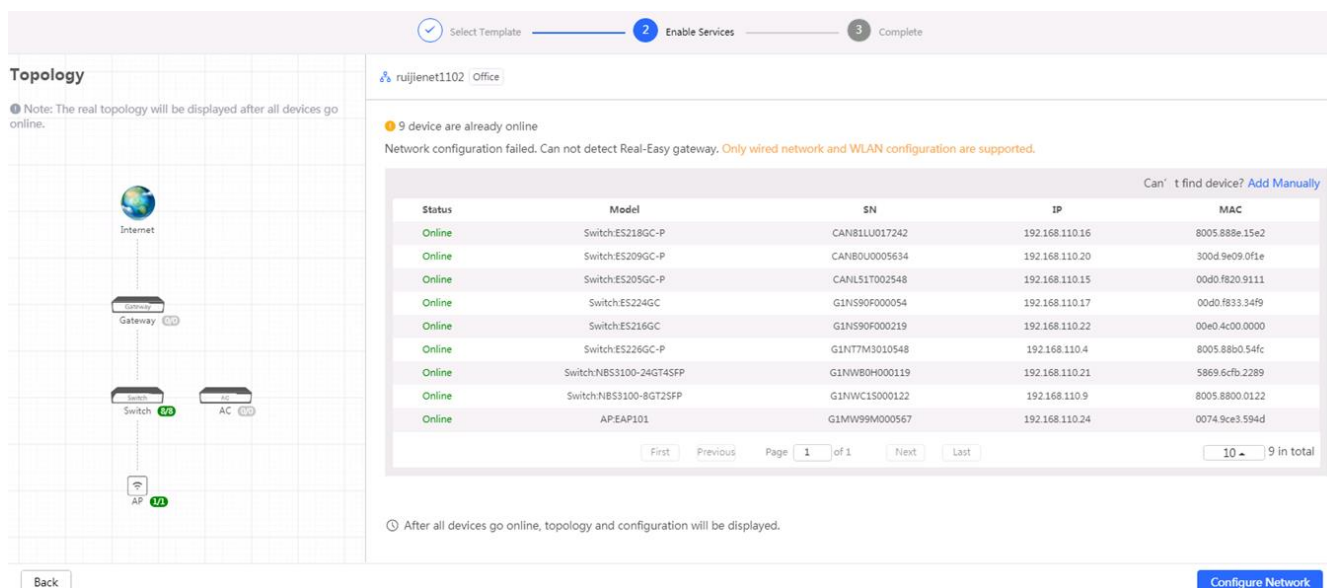 Select Template 2 Enable Services 3 Complete
Topology
Note: The real topology will be displayed after all devices go
online.
Internet
Gateway
Gateway 0/0
Switch AC
Switch 8/8 AC 0/0
AP 1/1
ruijienet1102 Office
9 device are already online
Network configuration failed. Can not detect Real-Easy gateway. Only wired network and WLAN configuration are supported.
Can' t find device? Add Manually
Status Model SN IP MAC
Online Switch:ES218GC-P CAN81LU017242 192.168.110.16 8005.888e.15e2
Online Switch:ES209GC-P CANB0U0005634 192.168.110.20 300d.9e09.0f1e
Online Switch:ES205GC-P CANL51T002548 192.168.110.15 00d0.f820.9111
Online Switch:ES224GC G1NS90F000054 192.168.110.17 00d0.f833.34f9
Online Switch:ES216GC G1NS90F000219 192.168.110.22 00e0.4c00.0000
Online Switch:ES226GC-P G1NT7M3010548 192.168.110.4 8005.88b0.54fc
Online Switch:NBS3100-24GT4SFP G1NWB0H000119 192.168.110.21 5869.6cfb.2289
Online Switch:NBS3100-8GT2SFP G1NWC1S000122 192.168.110.9 8005.8800.0122
Online AP:EAP101 G1MW99M000567 192.168.110.24 0074.9ce3.594d
First Previous Page 1 of 1 Next Last 10 9 in total
After all devices go online, topology and configuration will be displayed.
Back Configure Network